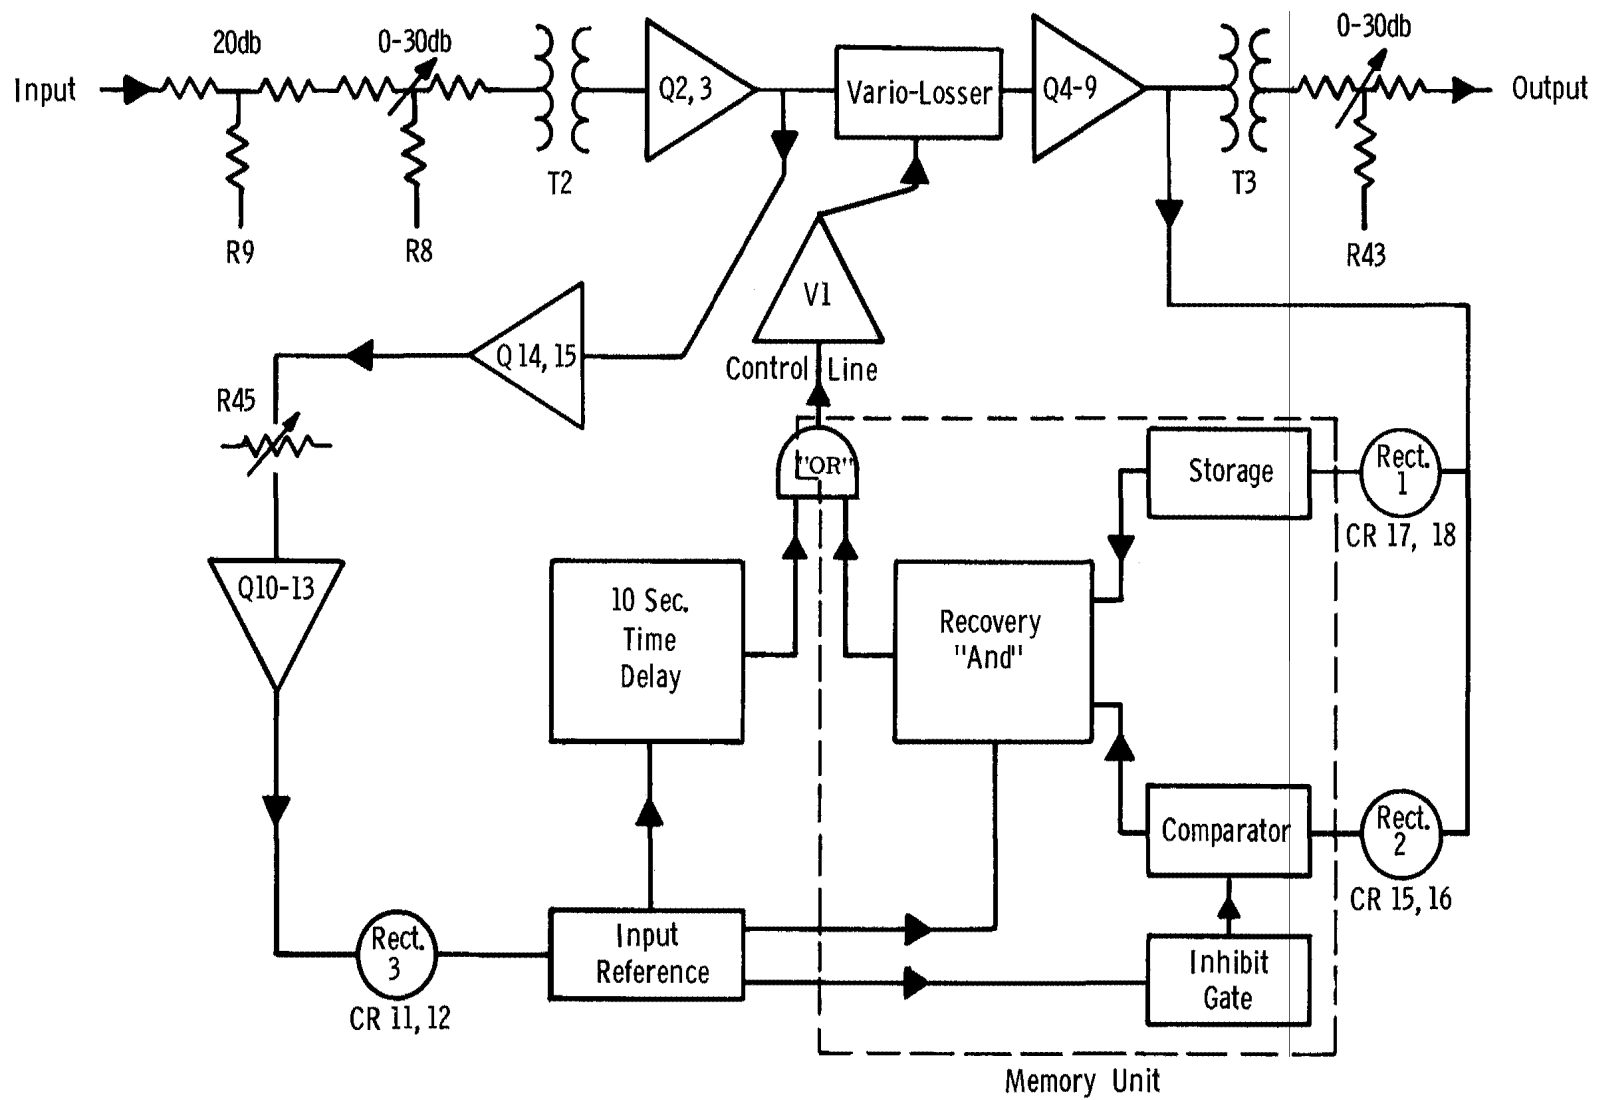 20db
0-30db
0-30db
Input
Q2, 3
Vario-Losser
Q4-9
Output
T2
T3
R9
R8
R43
V1
Q14, 15
Control Line
R45
"OR"
Storage
Rect.
1
CR 17, 18
Q10-13
10 Sec.
Time
Delay
Recovery
"And"
Comparator
Rect.
2
CR 15, 16
Rect.
3
CR 11, 12
Input
Reference
Inhibit
Gate
Memory Unit